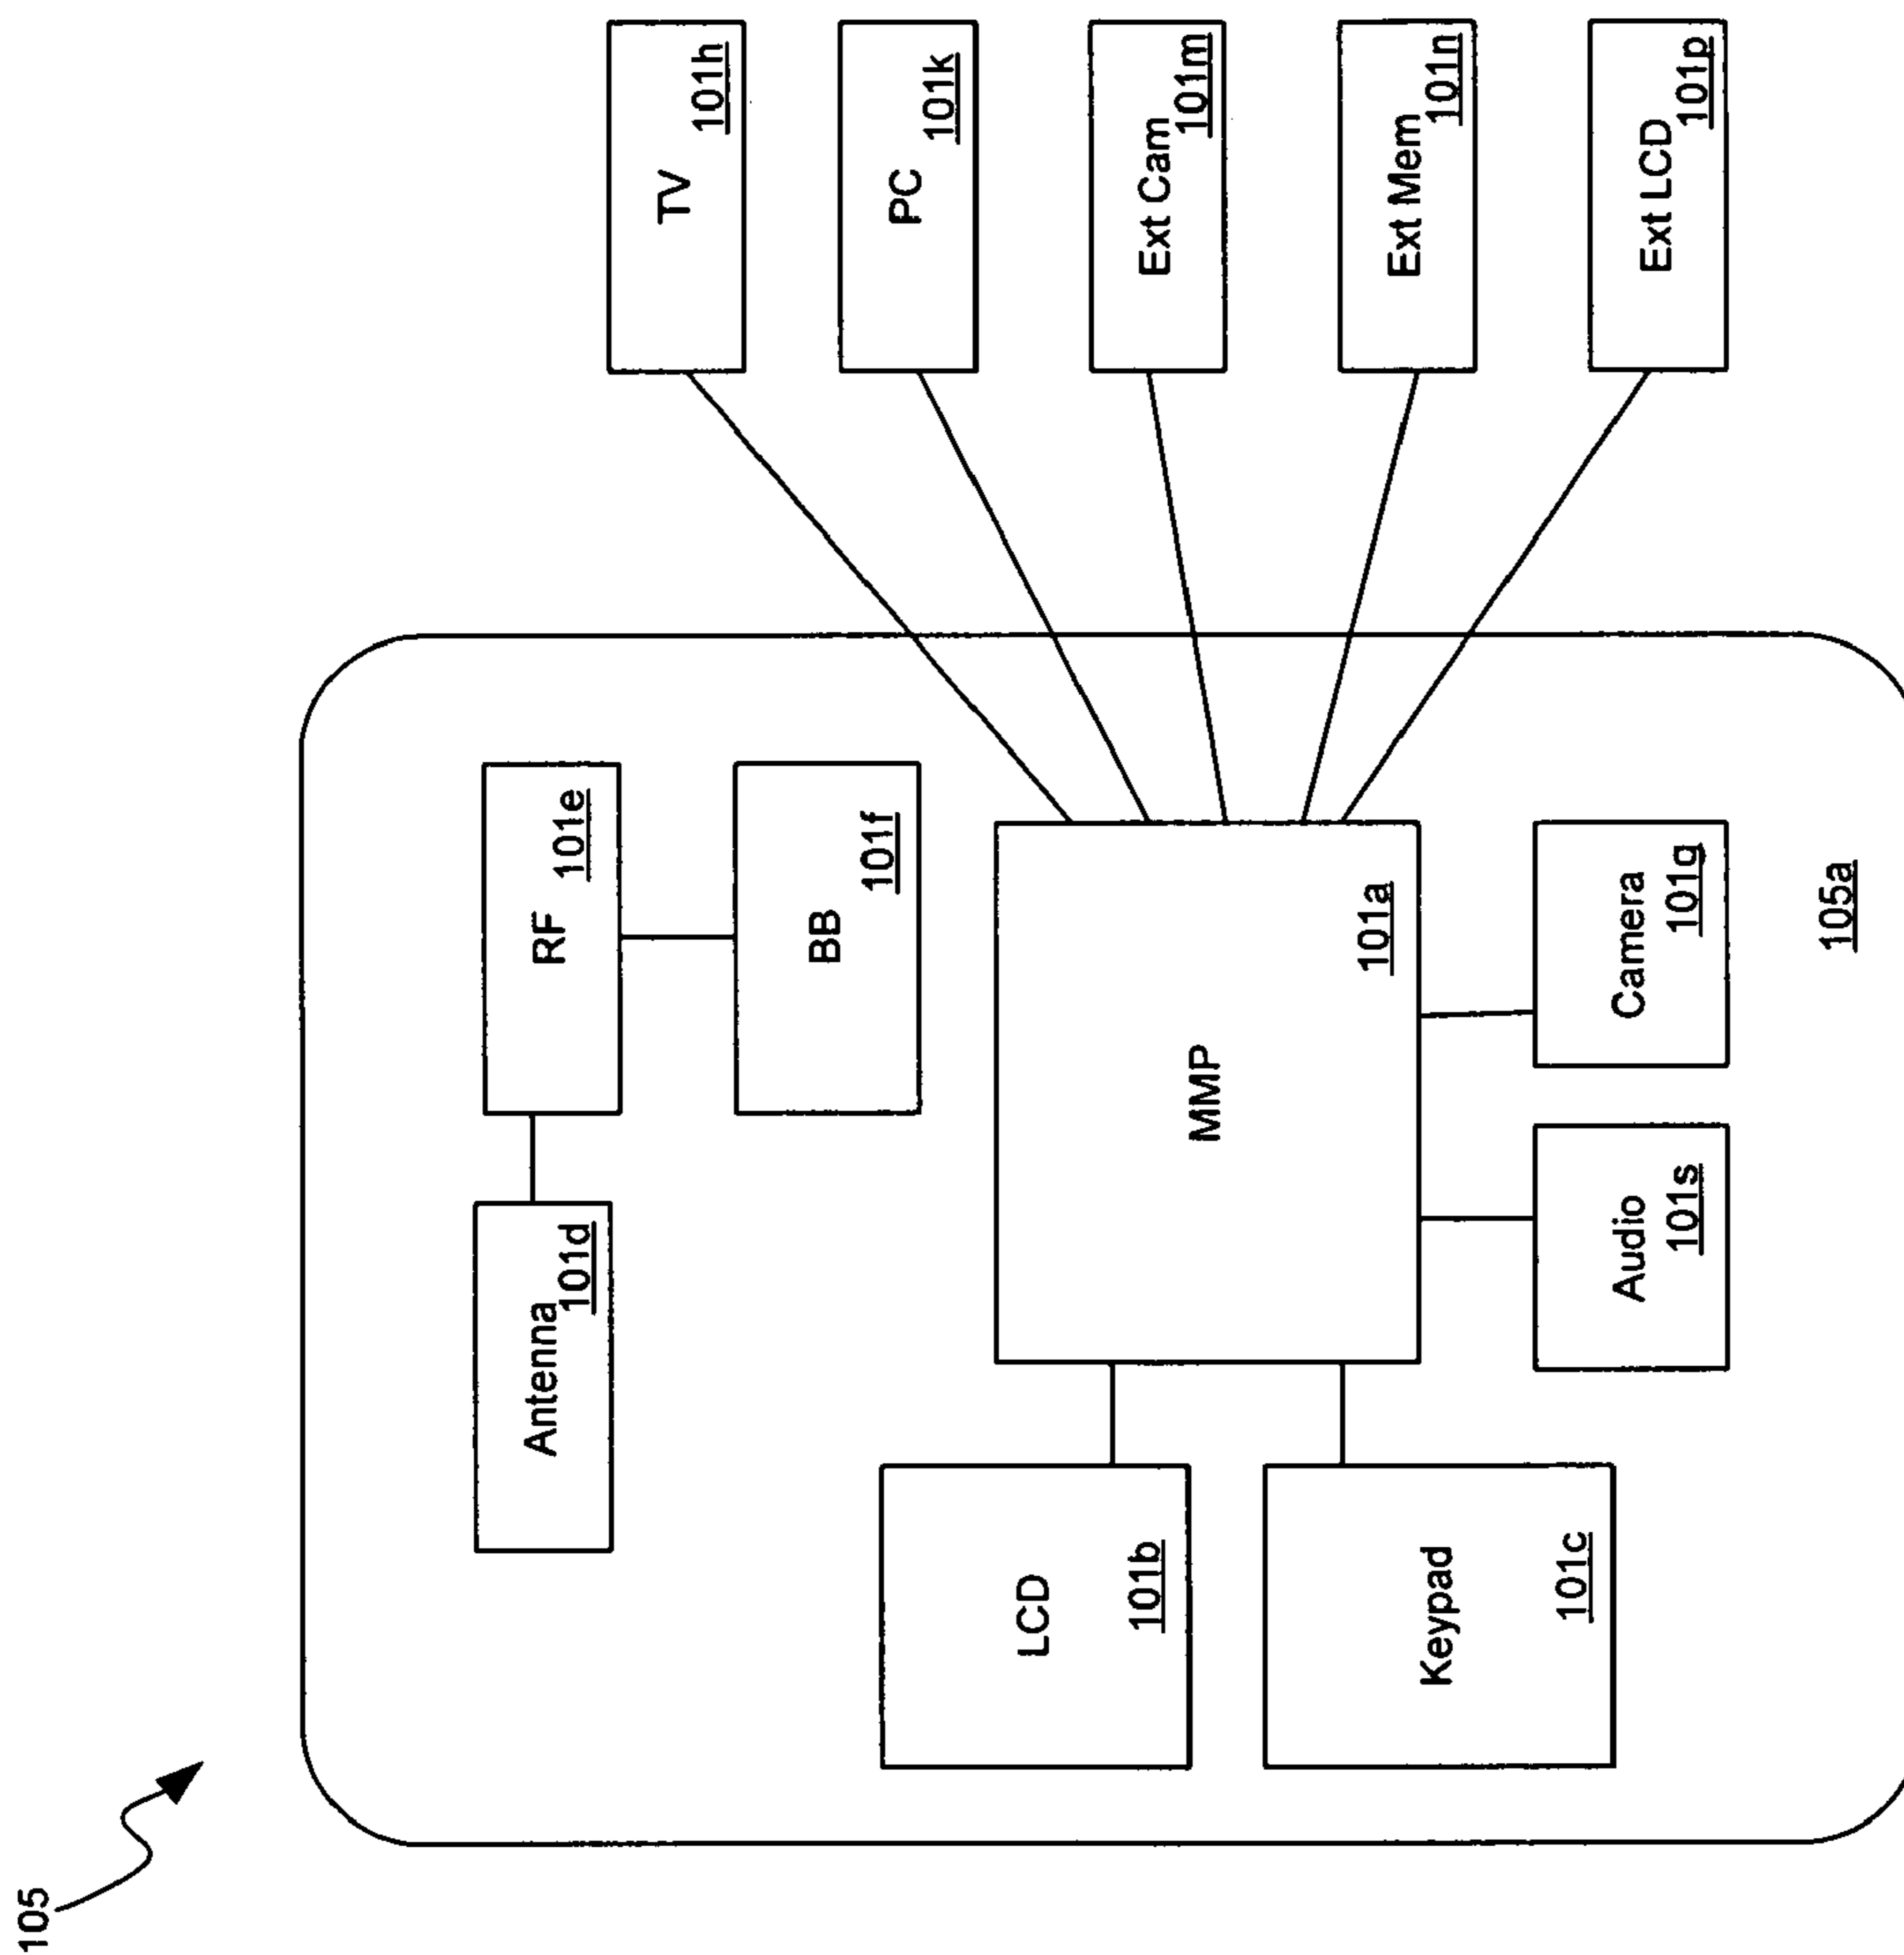 105
Antenna
101d
RF
101e
TV
101h
BB
101f
PC
101k
LCD
101b
Ext Cam
101m
MMP
101a
Ext Mem
101n
Keypad
101c
Audio
101s
Camera
101g
Ext LCD
101p
105a